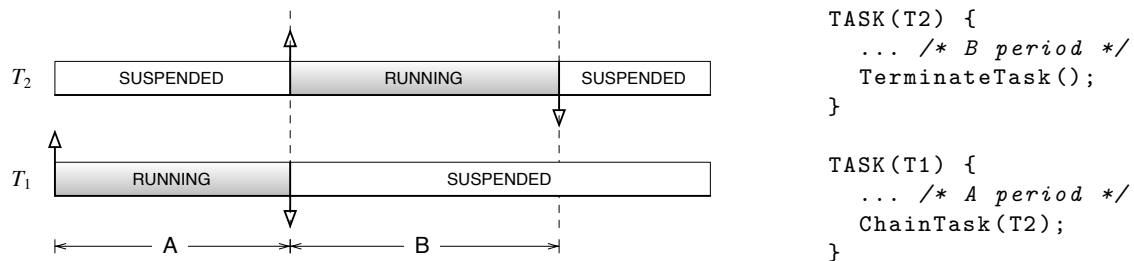 T2 SUSPENDED RUNNING SUSPENDED
T1 RUNNING SUSPENDED
A B
TASK(T2) {
... /* B period */
TerminateTask();
}
TASK(T1) {
... /* A period */
ChainTask(T2);
}